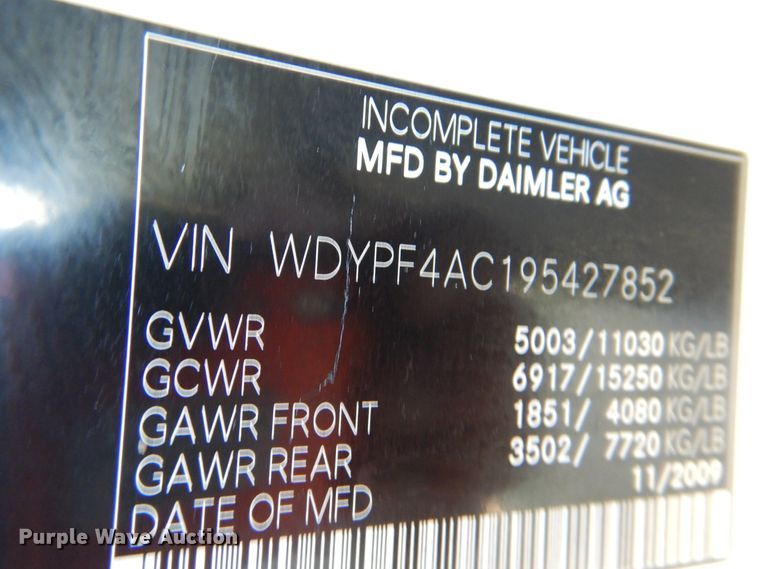 INCOMPLETE VEHICLE
MFD BY DAIMLER AG
VIN WDYPF4AC195427852
GVWR 5003/11030 KG/LB
GCWR 6917/15250 KG/LB
GAWR FRONT 1851/ 4080 KG/LB
GAWR REAR 3502/ 7720 KG/LB
DATE OF MFD 11/2009
Purple Wave Auction